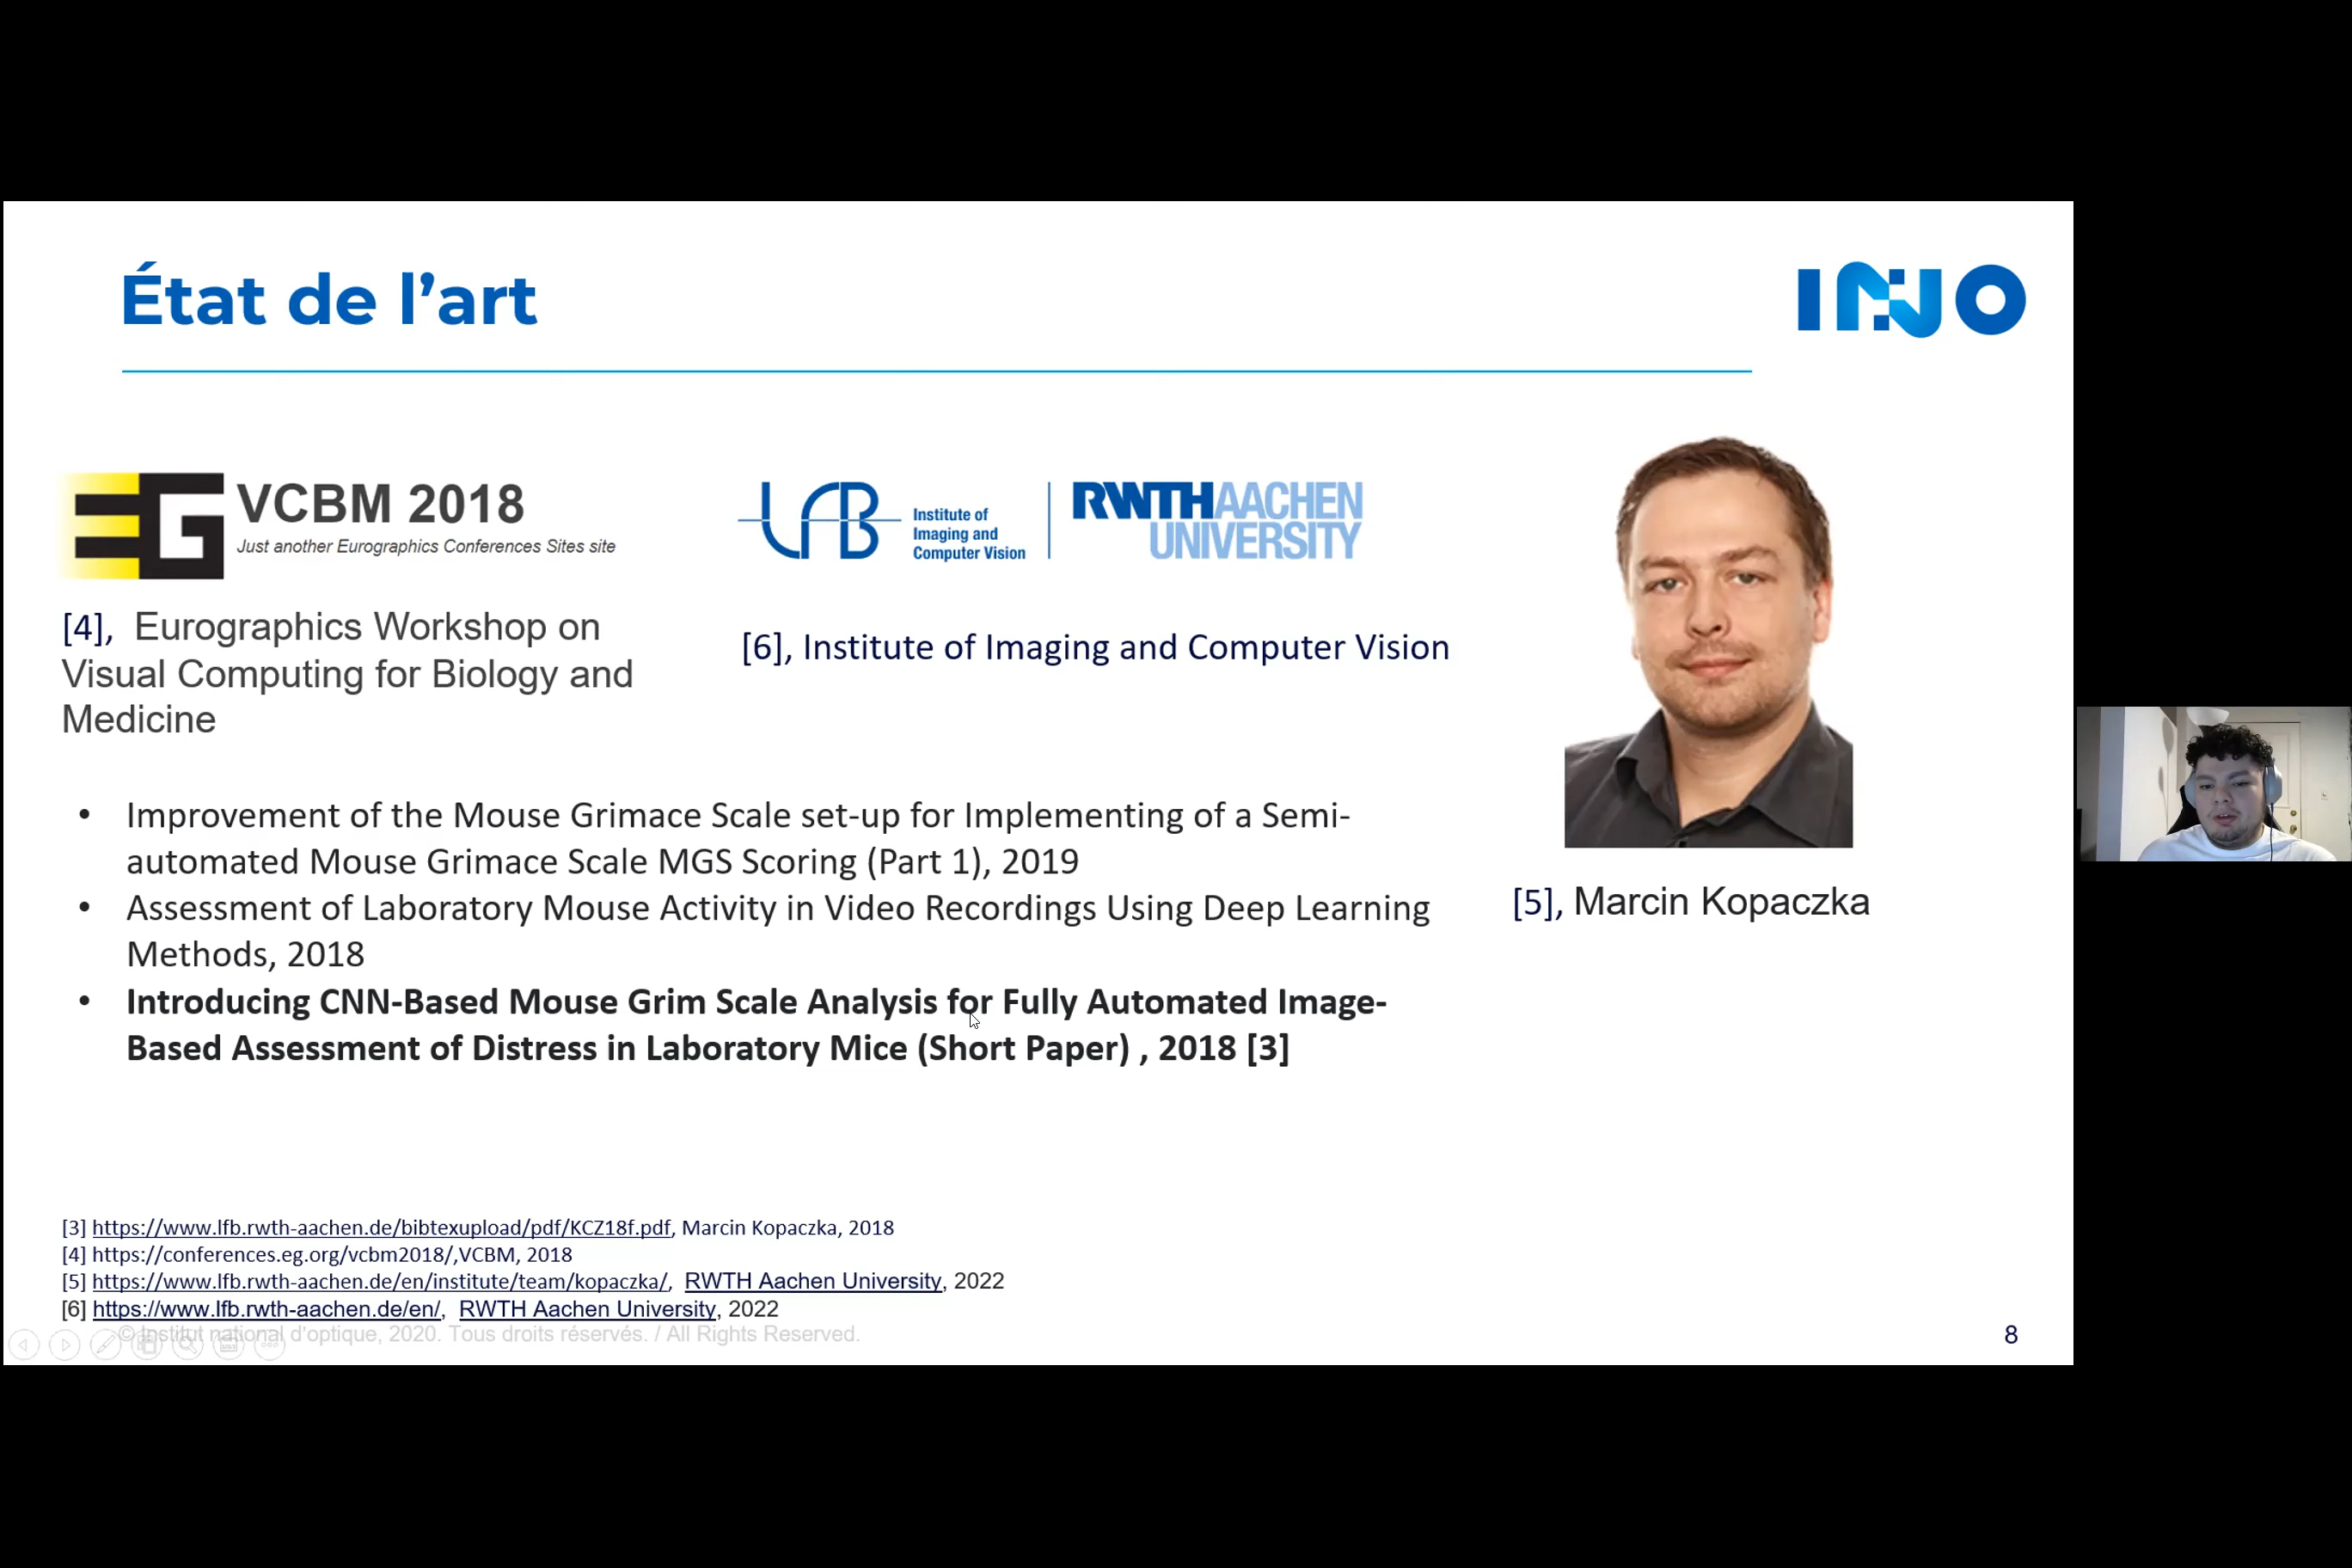 État de l'art
INO
EG
VCBM 2018
Just another Eurographics Conferences Sites site
LFB
Institute of
Imaging and
Computer Vision
RWTHAACHEN
UNIVERSITY
[4], Eurographics Workshop on
Visual Computing for Biology and
Medicine
[6], Institute of Imaging and Computer Vision
• Improvement of the Mouse Grimace Scale set-up for Implementing of a Semi-
automated Mouse Grimace Scale MGS Scoring (Part 1), 2019
• Assessment of Laboratory Mouse Activity in Video Recordings Using Deep Learning
Methods, 2018
• Introducing CNN-Based Mouse Grim Scale Analysis for Fully Automated Image-
Based Assessment of Distress in Laboratory Mice (Short Paper) , 2018 [3]
[5], Marcin Kopaczka
[3] https://www.lfb.rwth-aachen.de/bibtexupload/pdf/KCZ18f.pdf, Marcin Kopaczka, 2018
[4] https://conferences.eg.org/vcbm2018/,VCBM, 2018
[5] https://www.lfb.rwth-aachen.de/en/institute/team/kopaczka/, RWTH Aachen University, 2022
[6] https://www.lfb.rwth-aachen.de/en/, RWTH Aachen University, 2022
© Institut national d'optique, 2020. Tous droits réservés. / All Rights Reserved.
8